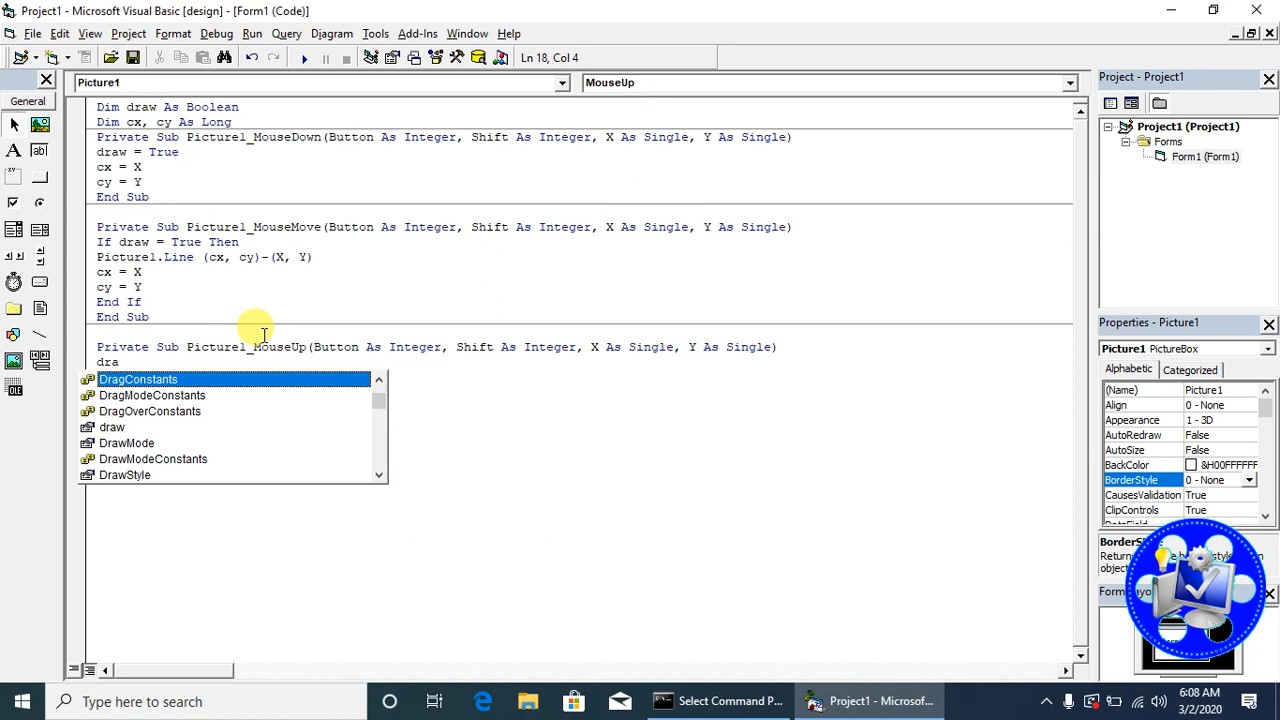 Project1 - Microsoft Visual Basic [design] - [Form1 (Code)]
File Edit View Project Format Debug Run Query Diagram Tools Add-Ins Window Help
Ln 18, Col 4
General
Picture1 MouseUp
Dim draw As Boolean
Dim cx, cy As Long
Private Sub Picture1_MouseDown(Button As Integer, Shift As Integer, X As Single, Y As Single)
draw = True
cx = X
cy = Y
End Sub
Private Sub Picture1_MouseMove(Button As Integer, Shift As Integer, X As Single, Y As Single)
If draw = True Then
Picture1.Line (cx, cy)-(X, Y)
cx = X
cy = Y
End If
End Sub
Private Sub Picture1_MouseUp(Button As Integer, Shift As Integer, X As Single, Y As Single)
dra
DragConstants
DragModeConstants
DragOverConstants
draw
DrawMode
DrawModeConstants
DrawStyle
Project - Project1
Project1 (Project1)
Forms
Form1 (Form1)
Properties - Picture1
Picture1 PictureBox
Alphabetic Categorized
(Name) Picture1
Align 0 - None
Appearance 1 - 3D
AutoRedraw False
AutoSize False
BackColor &H00FFFFFF
BorderStyle 0 - None
CausesValidation True
ClipControls True
Type here to search
Select Command P...
Project1 - Microsof...
6:08 AM
3/2/2020